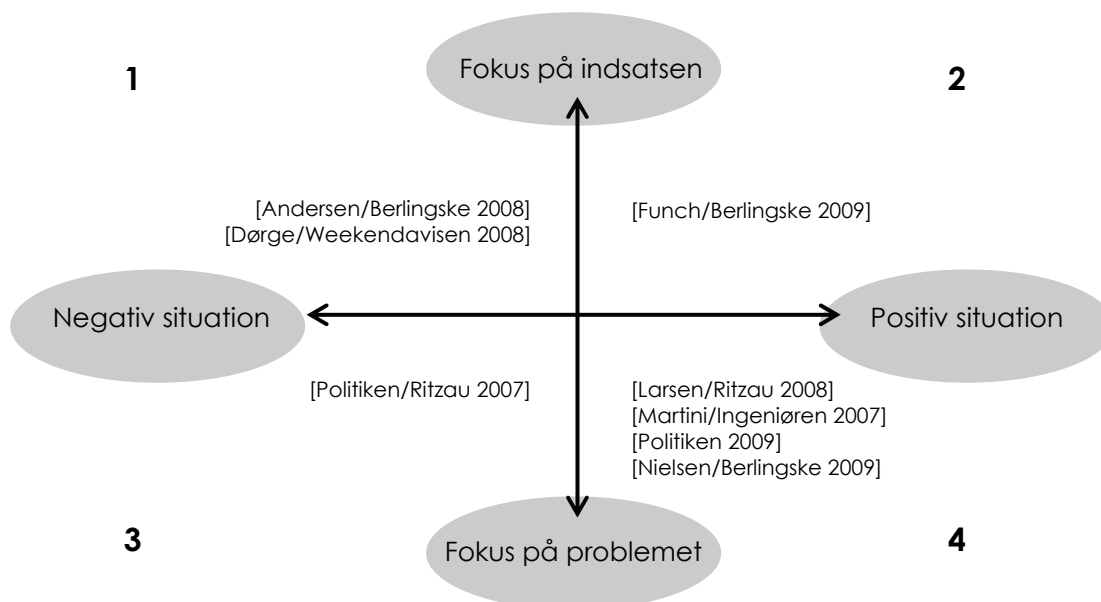 1
Fokus på indsatsen
2
[Andersen/Berlingske 2008]
[Dørge/Weekendavisen 2008]
[Funch/Berlingske 2009]
Negativ situation
Positiv situation
[Politiken/Ritzau 2007]
[Larsen/Ritzau 2008]
[Martini/Ingeniøren 2007]
[Politiken 2009]
[Nielsen/Berlingske 2009]
3
Fokus på problemet
4